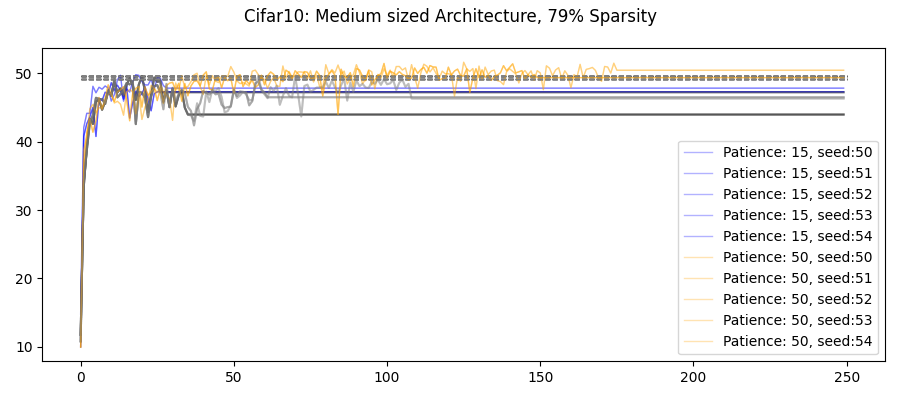 Cifar10: Medium sized Architecture, 79% Sparsity
50
40
30
20
10
0
50
100
150
200
250
Patience: 15, seed:50
Patience: 15, seed:51
Patience: 15, seed:52
Patience: 15, seed:53
Patience: 15, seed:54
Patience: 50, seed:50
Patience: 50, seed:51
Patience: 50, seed:52
Patience: 50, seed:53
Patience: 50, seed:54